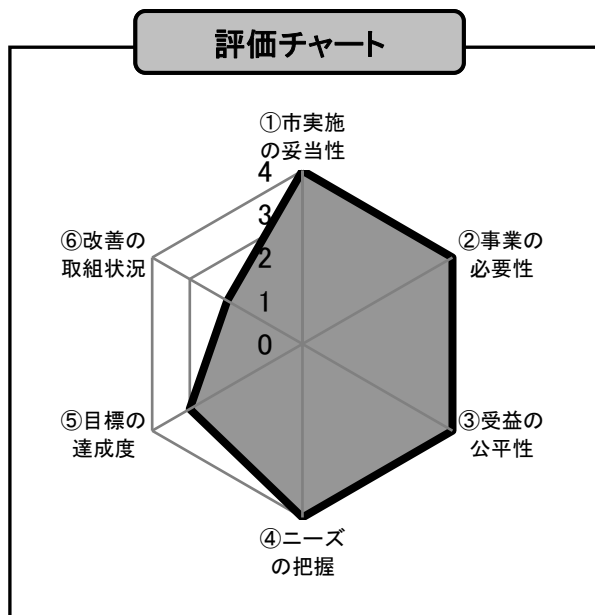 評価チャート
①市実施
の妥当性
4
3
2
1
0
②事業の
必要性
③受益の
公平性
④ニーズ
の把握
⑤目標の
達成度
⑥改善の
取組状況